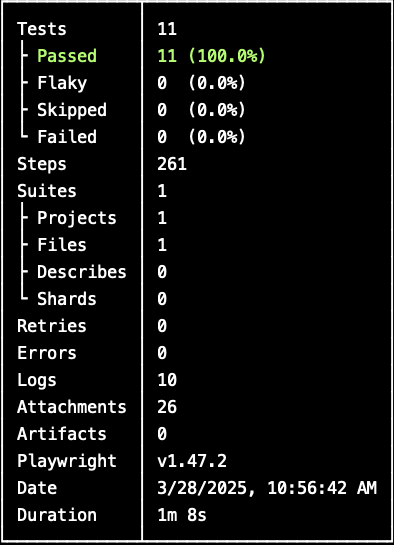 Tests 11
Passed 11 (100.0%)
Flaky 0 (0.0%)
Skipped 0 (0.0%)
Failed 0 (0.0%)
Steps 261
Suites 1
Projects 1
Files 1
Describes 0
Shards 0
Retries 0
Errors 0
Logs 10
Attachments 26
Artifacts 0
Playwright v1.47.2
Date 3/28/2025, 10:56:42 AM
Duration 1m 8s